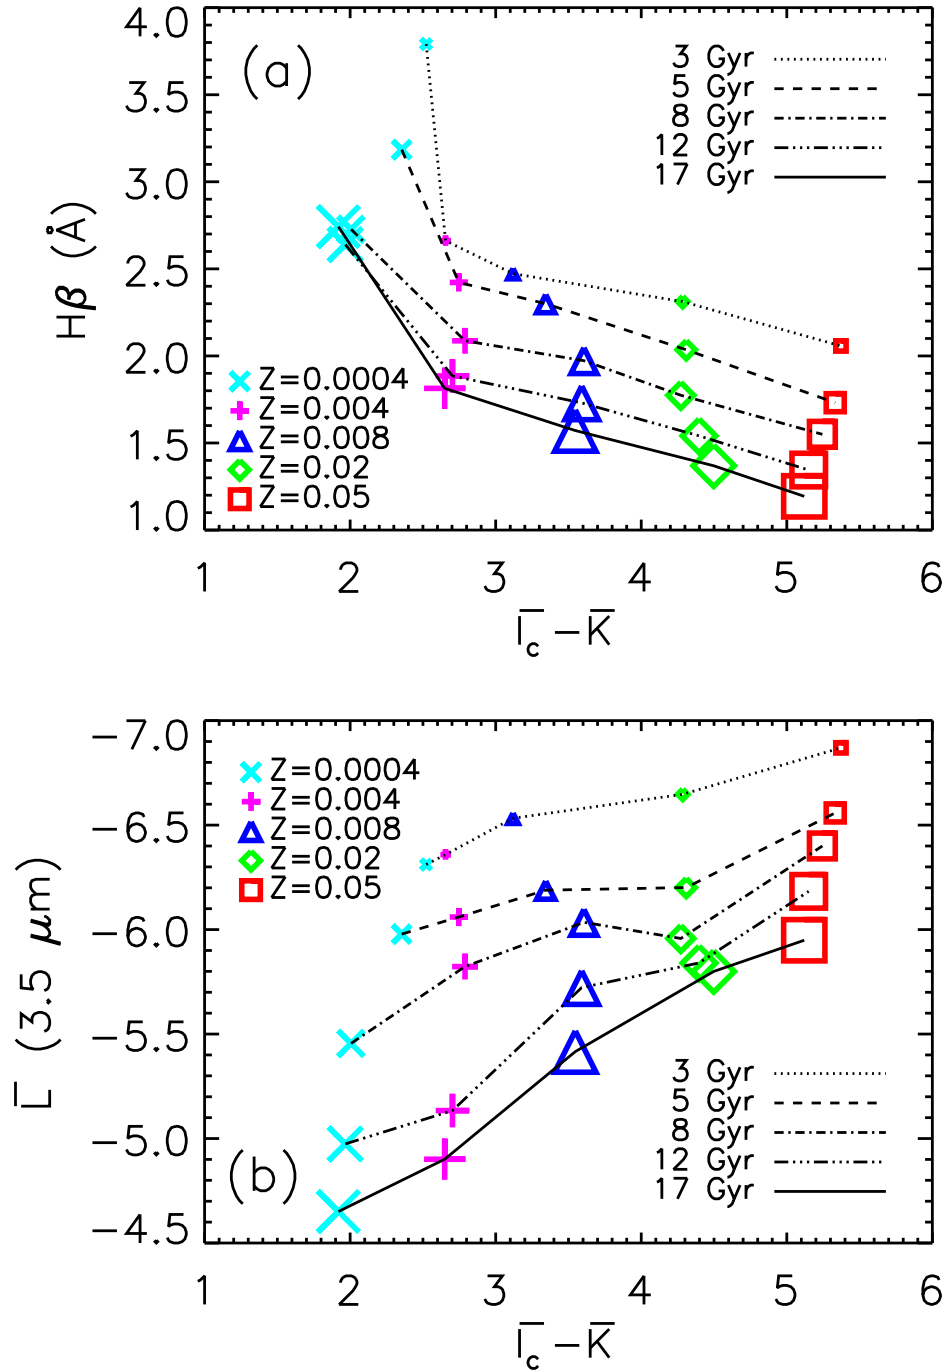 (a)
3 Gyr
5 Gyr
8 Gyr
12 Gyr
17 Gyr
4.0
3.5
3.0
2.5
2.0
1.5
1.0
Hβ (Å)
Z=0.0004
Z=0.004
Z=0.008
Z=0.02
Z=0.05
1 2 3 4 5 6
I̅c − K̅
−7.0
−6.5
−6.0
−5.5
−5.0
−4.5
L̅ (3.5 μm)
Z=0.0004
Z=0.004
Z=0.008
Z=0.02
Z=0.05
3 Gyr
5 Gyr
8 Gyr
12 Gyr
17 Gyr
(b)
1 2 3 4 5 6
I̅c − K̅